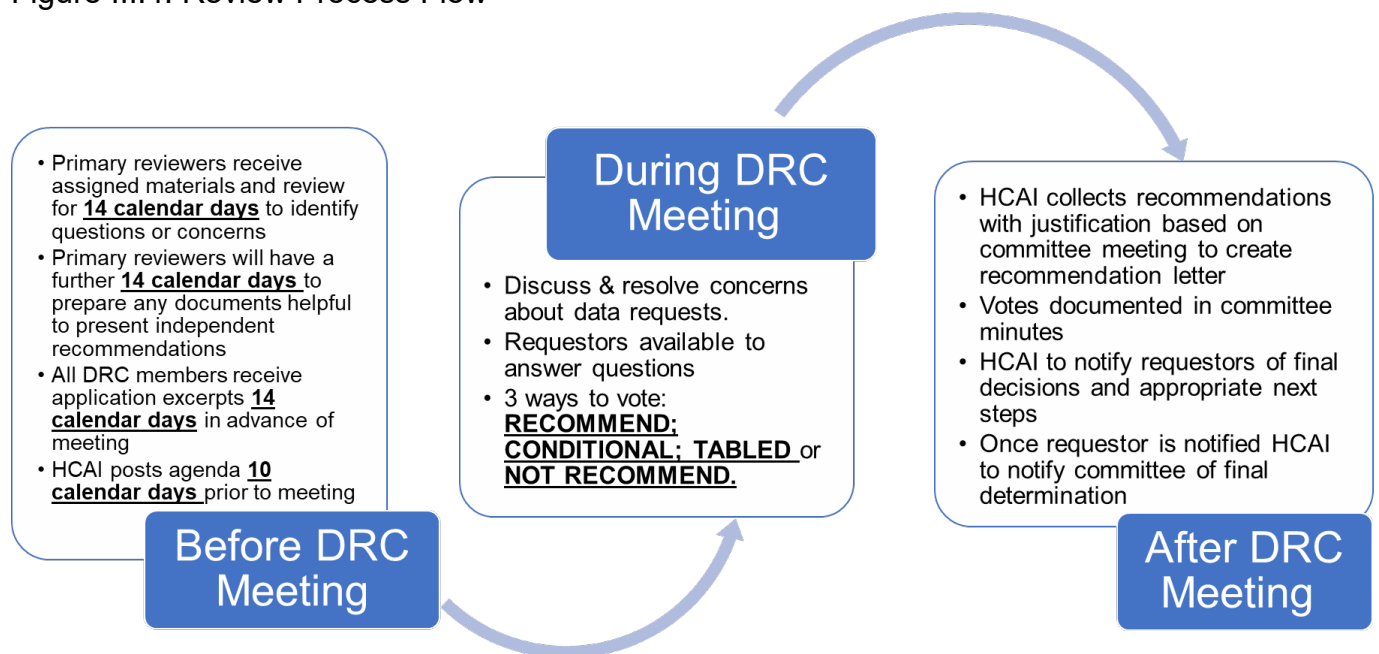 • Primary reviewers receive
assigned materials and review
for 14 calendar days to identify
questions or concerns
• Primary reviewers will have a
further 14 calendar days to
prepare any documents helpful
to present independent
recommendations
• All DRC members receive
application excerpts 14
calendar days in advance of
meeting
• HCAI posts agenda 10
calendar days prior to meeting
Before DRC
Meeting
During DRC
Meeting
• Discuss & resolve concerns
about data requests.
• Requestors available to
answer questions
• 3 ways to vote:
RECOMMEND;
CONDITIONAL; TABLED or
NOT RECOMMEND.
• HCAI collects recommendations
with justification based on
committee meeting to create
recommendation letter
• Votes documented in committee
minutes
• HCAI to notify requestors of final
decisions and appropriate next
steps
• Once requestor is notified HCAI
to notify committee of final
determination
After DRC
Meeting